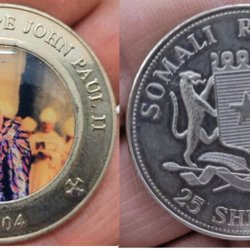 PE JOHN PAUL II
04
SOMALI R
25 SH